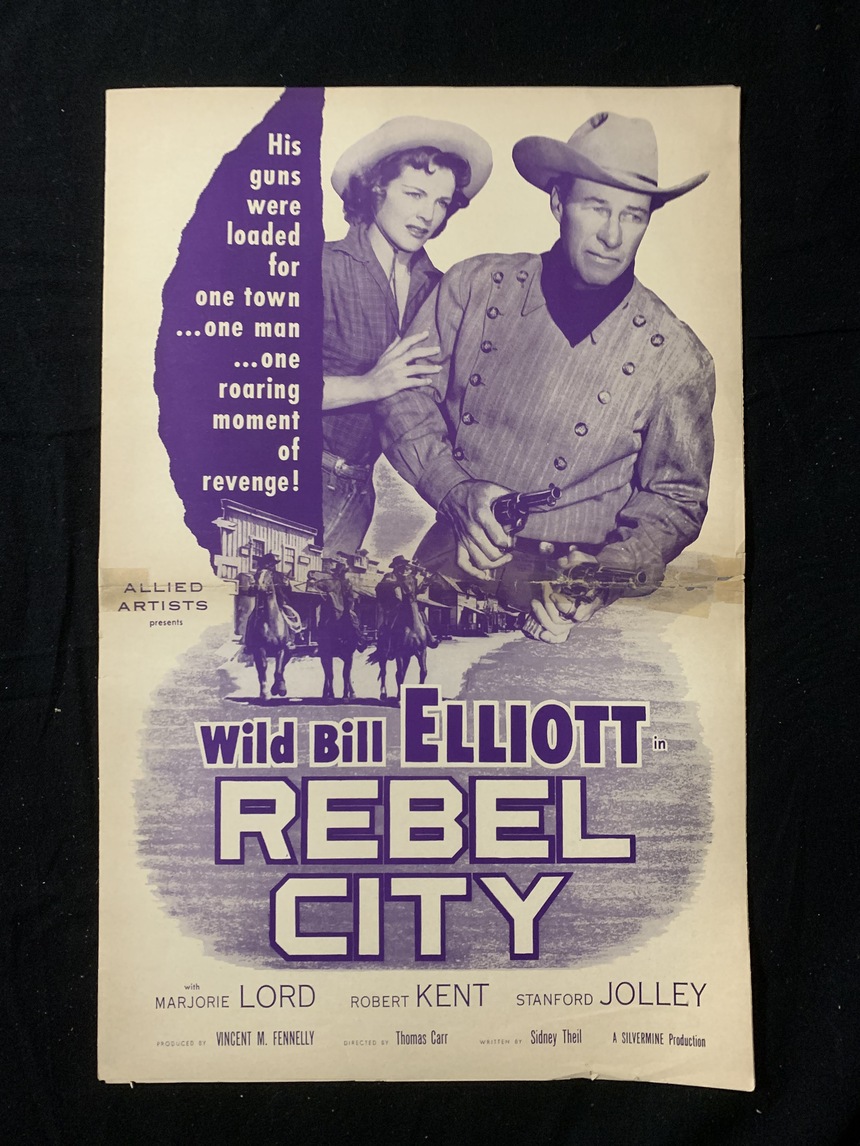 His
guns
were
loaded
for
one town
...one man
...one
roaring
moment
of
revenge!
ALLIED
ARTISTS
presents
Wild Bill ELLIOTT in
REBEL
CITY
with
MARJORIE LORD ROBERT KENT STANFORD JOLLEY
PRODUCED BY VINCENT M. FENNELLY DIRECTED BY Thomas Carr WRITTEN BY Sidney Theil A SILVERMINE Production